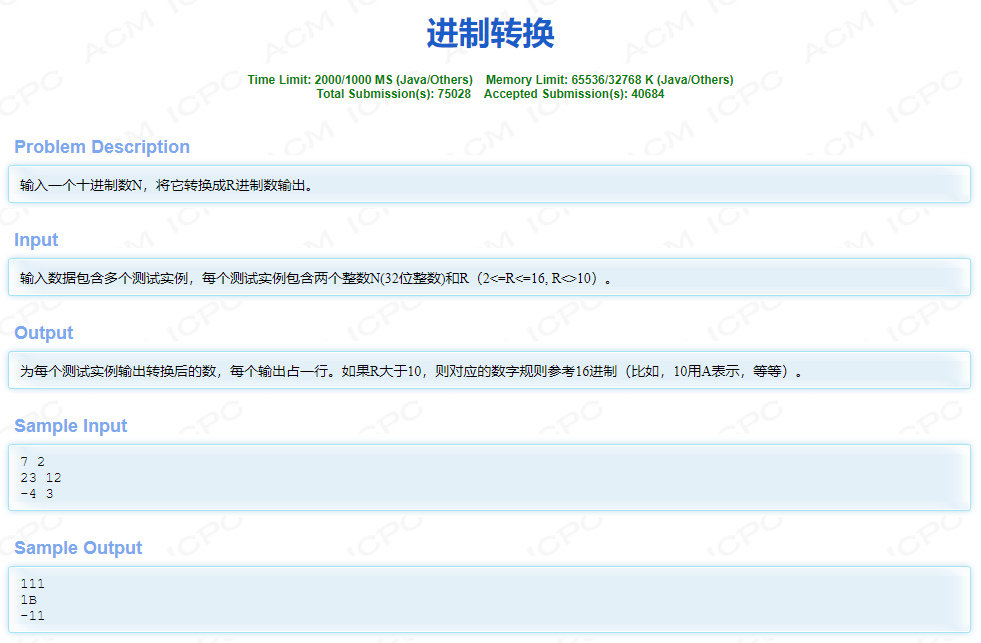 进制转换
Time Limit: 2000/1000 MS (Java/Others)    Memory Limit: 65536/32768 K (Java/Others)
Total Submission(s): 75028    Accepted Submission(s): 40684
Problem Description
输入一个十进制数N，将它转换成R进制数输出。
Input
输入数据包含多个测试实例，每个测试实例包含两个整数N(32位整数)和R（2<=R<=16, R<>10）。
Output
为每个测试实例输出转换后的数，每个输出占一行。如果R大于10，则对应的数字规则参考16进制（比如，10用A表示，等等）。
Sample Input
7 2
23 12
-4 3
Sample Output
111
1B
-11